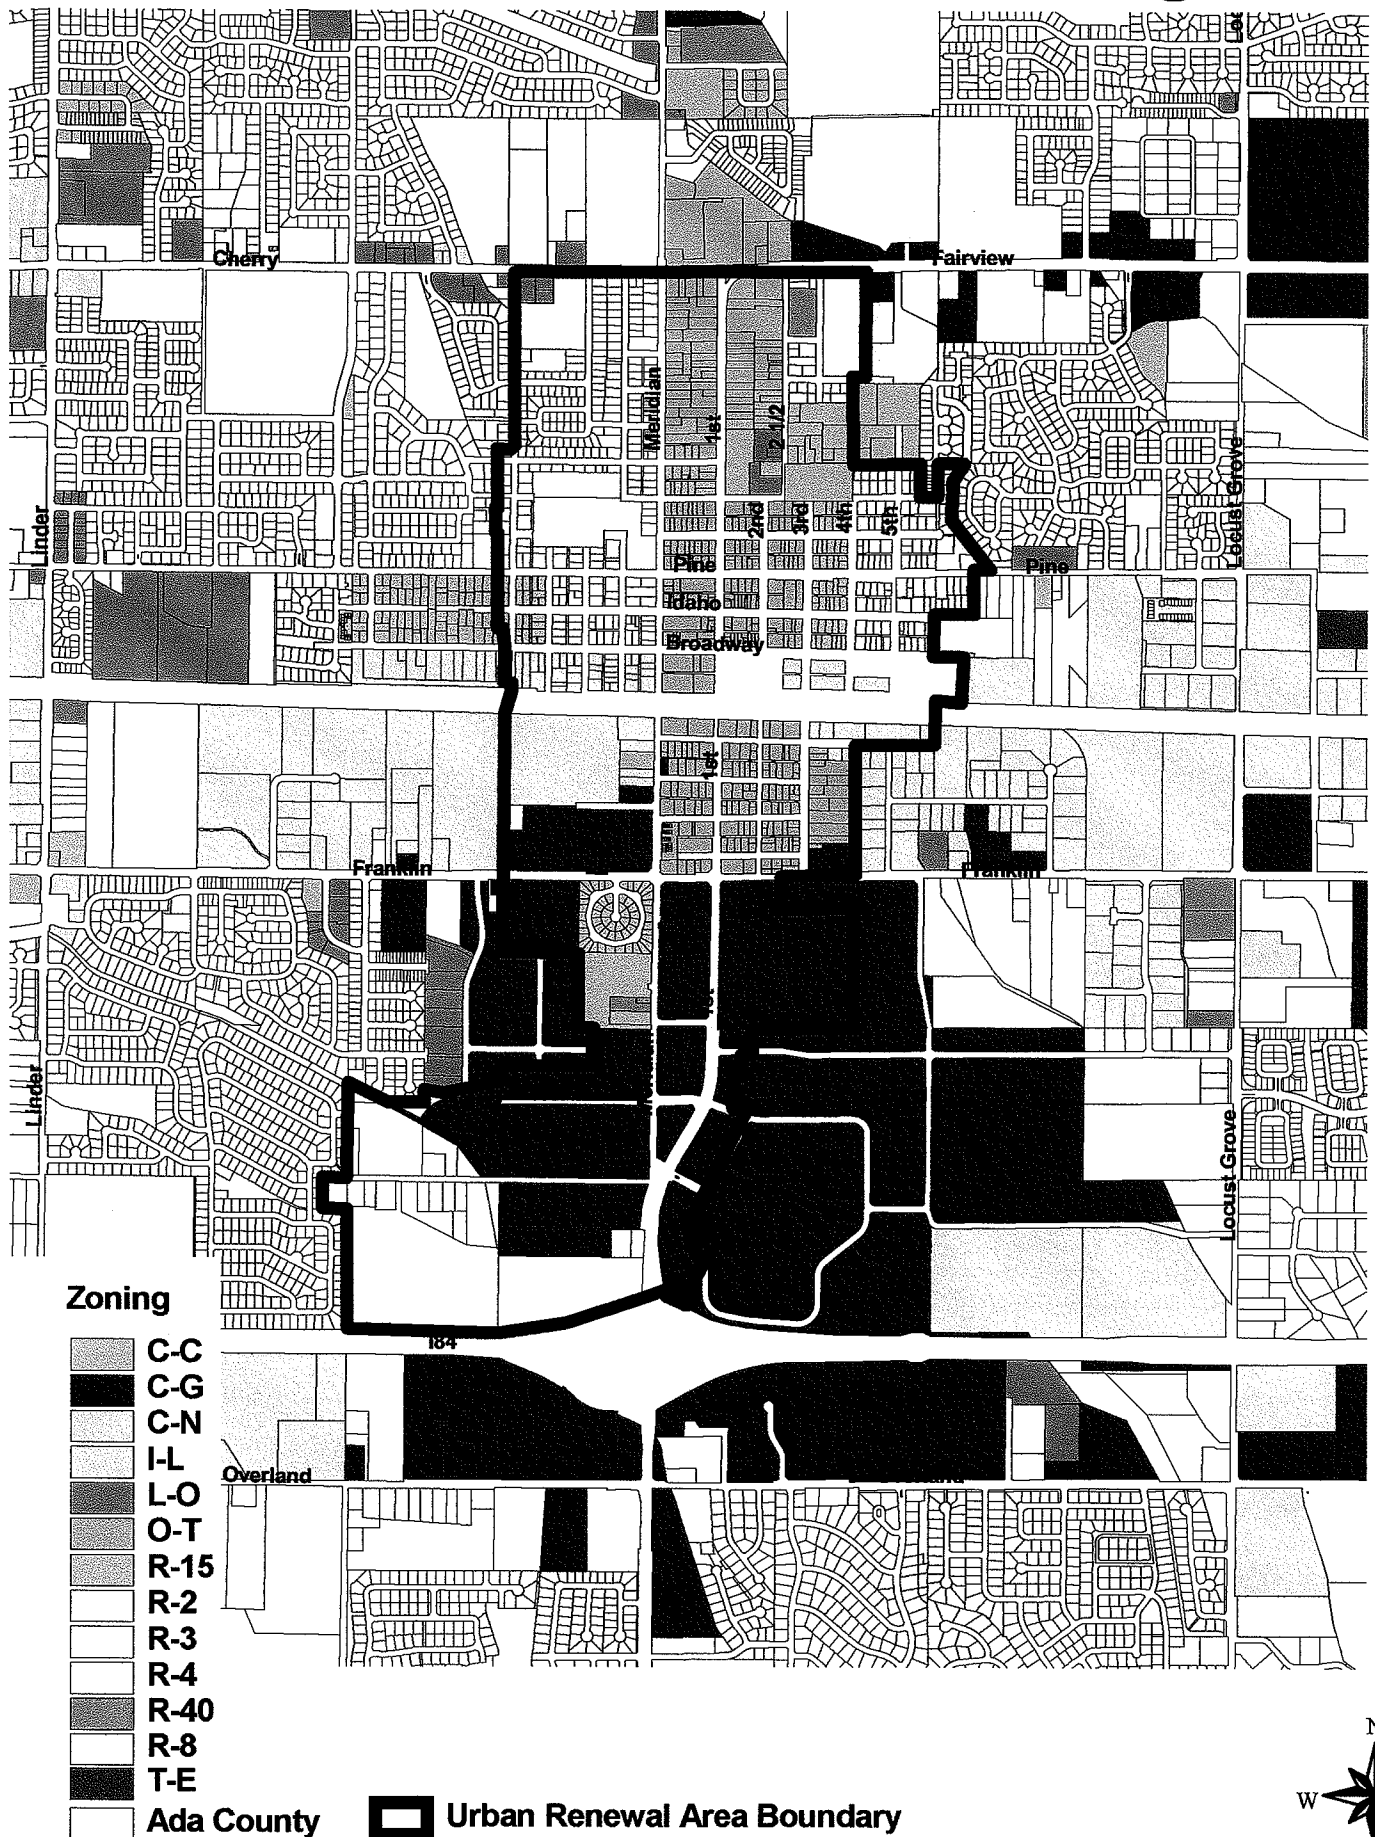 Cherry
Fairview
Meridian
1st
2 1/2
Linder
Locust Grove
2nd
3rd
4th
5th
Pine
Pine
Idaho
Broadway
1st
Franklin
Franklin
Linder
Locust Grove
I84
Overland
Zoning
C-C
C-G
C-N
I-L
L-O
O-T
R-15
R-2
R-3
R-4
R-40
R-8
T-E
Ada County
Urban Renewal Area Boundary
N
W